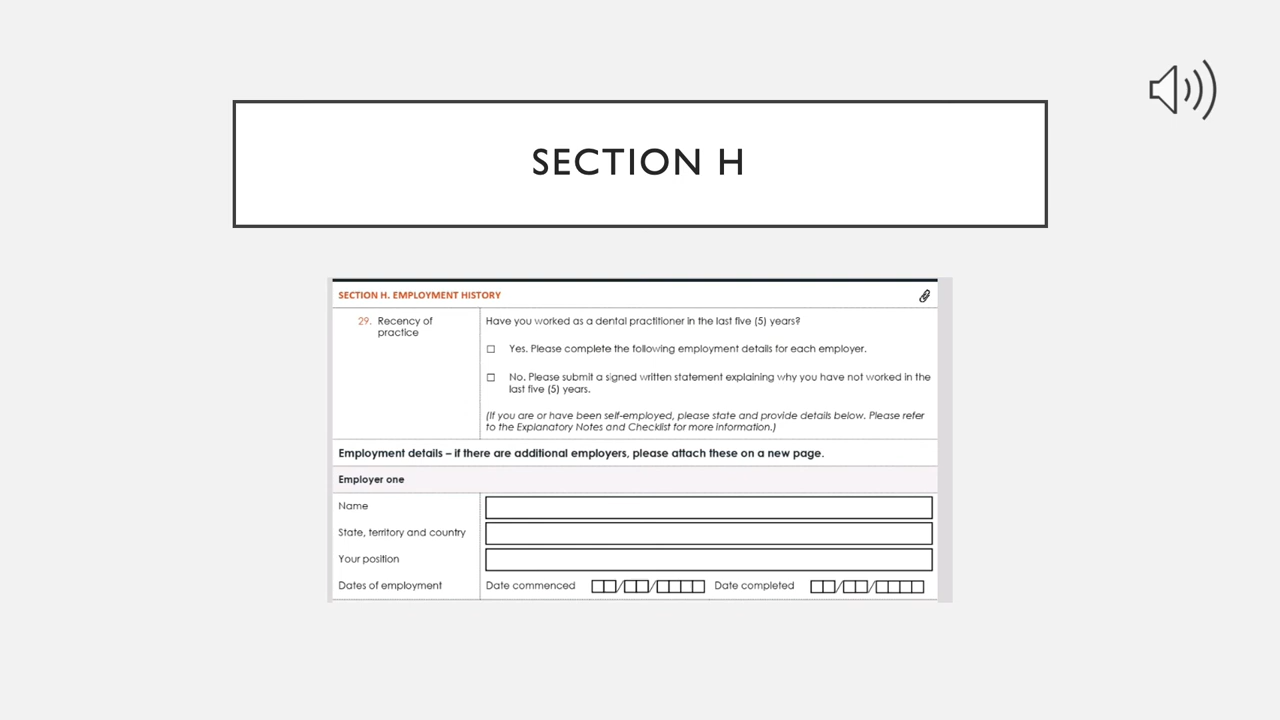 SECTION H
SECTION H. EMPLOYMENT HISTORY
29. Recency of practice
Have you worked as a dental practitioner in the last five (5) years?
☐ Yes. Please complete the following employment details for each employer.
☐ No. Please submit a signed written statement explaining why you have not worked in the
last five (5) years.
(If you are or have been self-employed, please state and provide details below. Please refer
to the Explanatory Notes and Checklist for more information.)
Employment details – if there are additional employers, please attach these on a new page.
Employer one
Name
State, territory and country
Your position
Dates of employment Date commenced / / Date completed / /